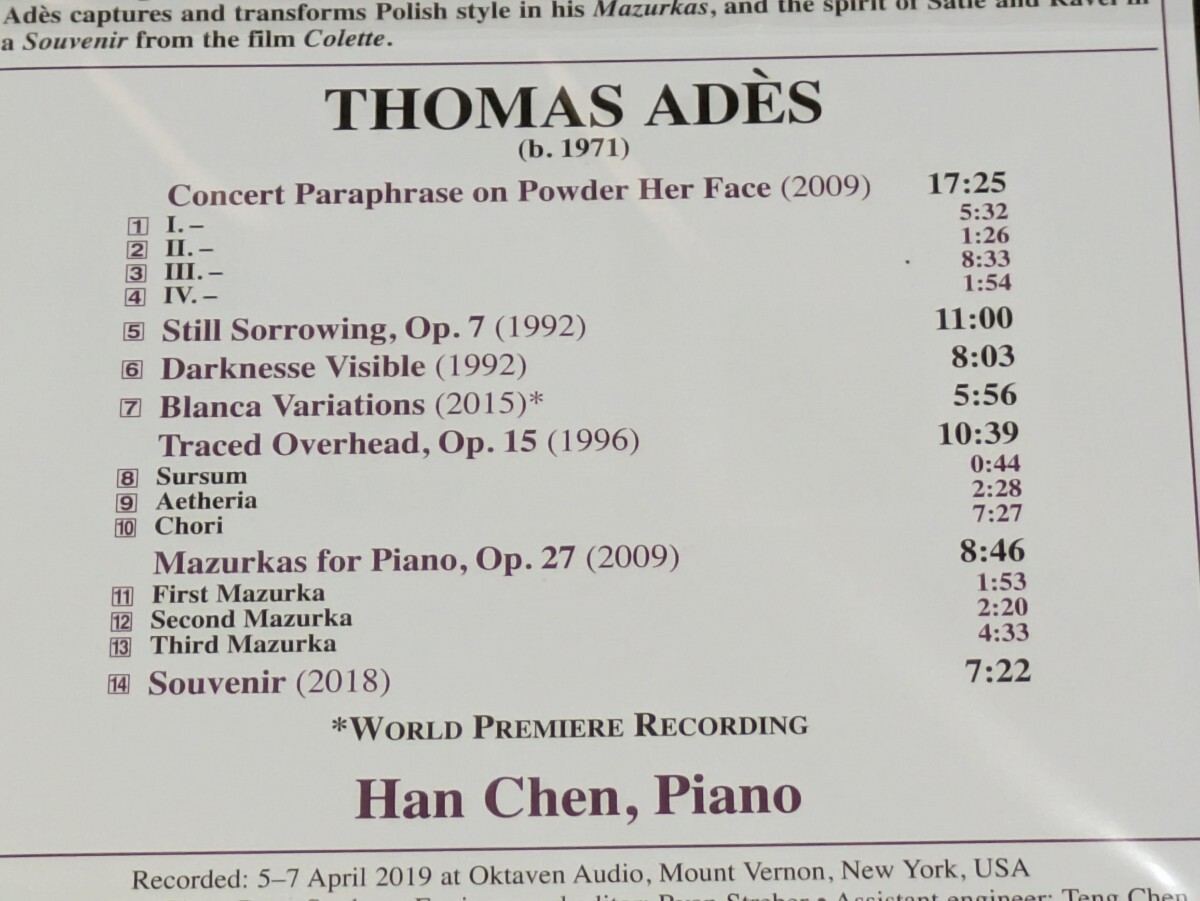 Adès captures and transforms Polish style in his Mazurkas, and the spirit of Satie and Ravel in
a Souvenir from the film Colette.
THOMAS ADÈS
(b. 1971)
Concert Paraphrase on Powder Her Face (2009) 17:25
1 I. – 5:32
2 II. – 1:26
3 III. – 8:33
4 IV. – 1:54
5 Still Sorrowing, Op. 7 (1992) 11:00
6 Darknesse Visible (1992) 8:03
7 Blanca Variations (2015)* 5:56
Traced Overhead, Op. 15 (1996) 10:39
8 Sursum 0:44
9 Aetheria 2:28
10 Chori 7:27
Mazurkas for Piano, Op. 27 (2009) 8:46
11 First Mazurka 1:53
12 Second Mazurka 2:20
13 Third Mazurka 4:33
14 Souvenir (2018) 7:22
*WORLD PREMIERE RECORDING
Han Chen, Piano
Recorded: 5–7 April 2019 at Oktaven Audio, Mount Vernon, New York, USA
Assistant engineer: Teng Chen